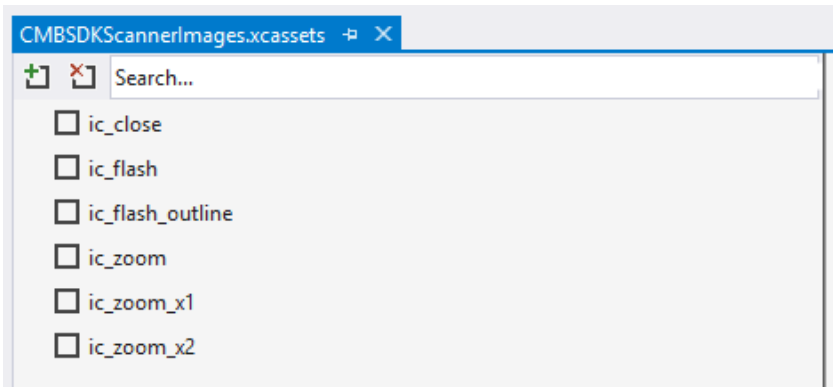 CMBSDKScannerImages.xcassets
Search...
ic_close
ic_flash
ic_flash_outline
ic_zoom
ic_zoom_x1
ic_zoom_x2